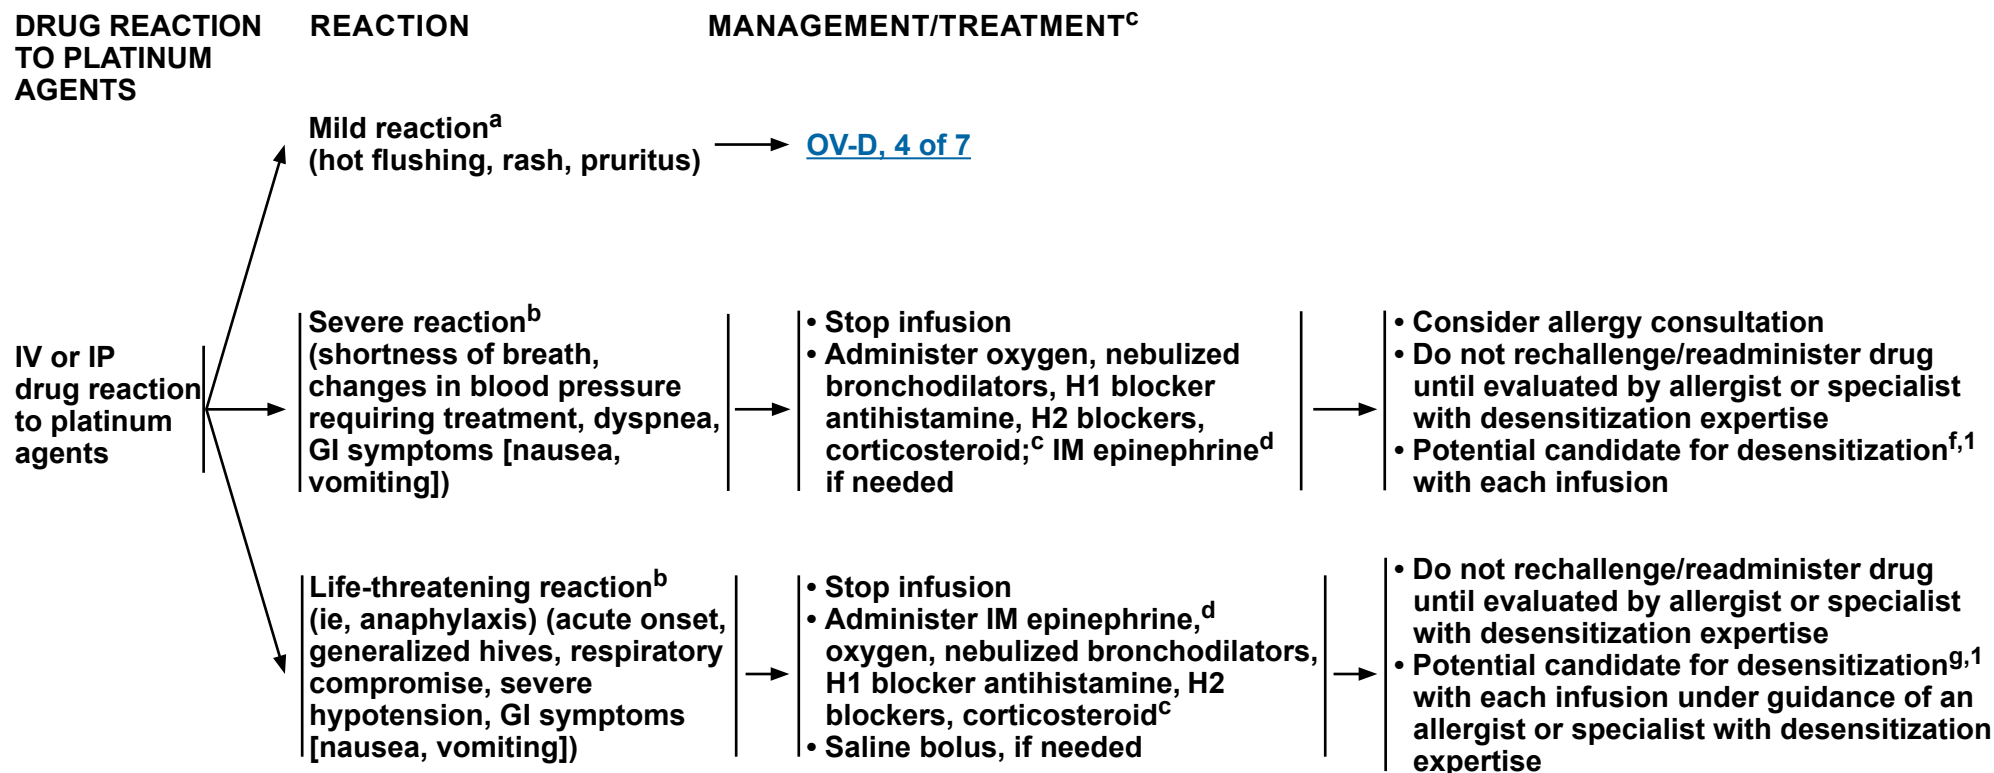 DRUG REACTION
TO PLATINUM
AGENTS
REACTION
MANAGEMENT/TREATMENTc
IV or IP
drug reaction
to platinum
agents
Mild reactiona
(hot flushing, rash, pruritus)
OV-D, 4 of 7
Severe reactionb
(shortness of breath,
changes in blood pressure
requiring treatment, dyspnea,
GI symptoms [nausea,
vomiting])
• Stop infusion
• Administer oxygen, nebulized
bronchodilators, H1 blocker
antihistamine, H2 blockers,
corticosteroid;c IM epinephrined
if needed
• Consider allergy consultation
• Do not rechallenge/readminister drug
until evaluated by allergist or specialist
with desensitization expertise
• Potential candidate for desensitizationf,1
with each infusion
Life-threatening reactionb
(ie, anaphylaxis) (acute onset,
generalized hives, respiratory
compromise, severe
hypotension, GI symptoms
[nausea, vomiting])
• Stop infusion
• Administer IM epinephrine,d
oxygen, nebulized bronchodilators,
H1 blocker antihistamine, H2
blockers, corticosteroidc
• Saline bolus, if needed
• Do not rechallenge/readminister drug
until evaluated by allergist or specialist
with desensitization expertise
• Potential candidate for desensitizationg,1
with each infusion under guidance of an
allergist or specialist with desensitization
expertise